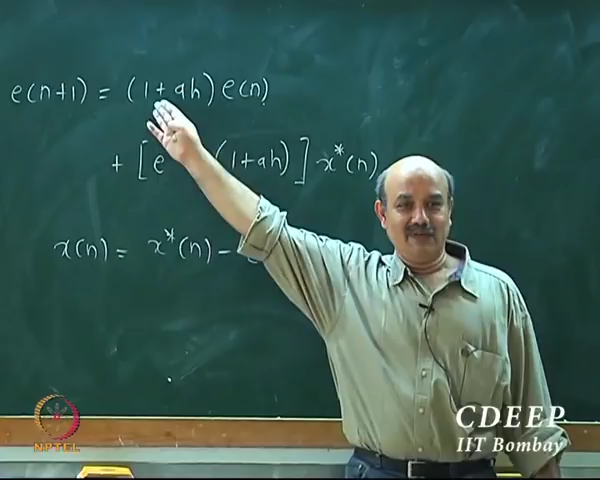 e(n+1) = (1+ah) e(n)
+ [e (1+ah)] x*(n)
x(n) = x*(n) -
NPTEL
CDEEP
IIT Bombay